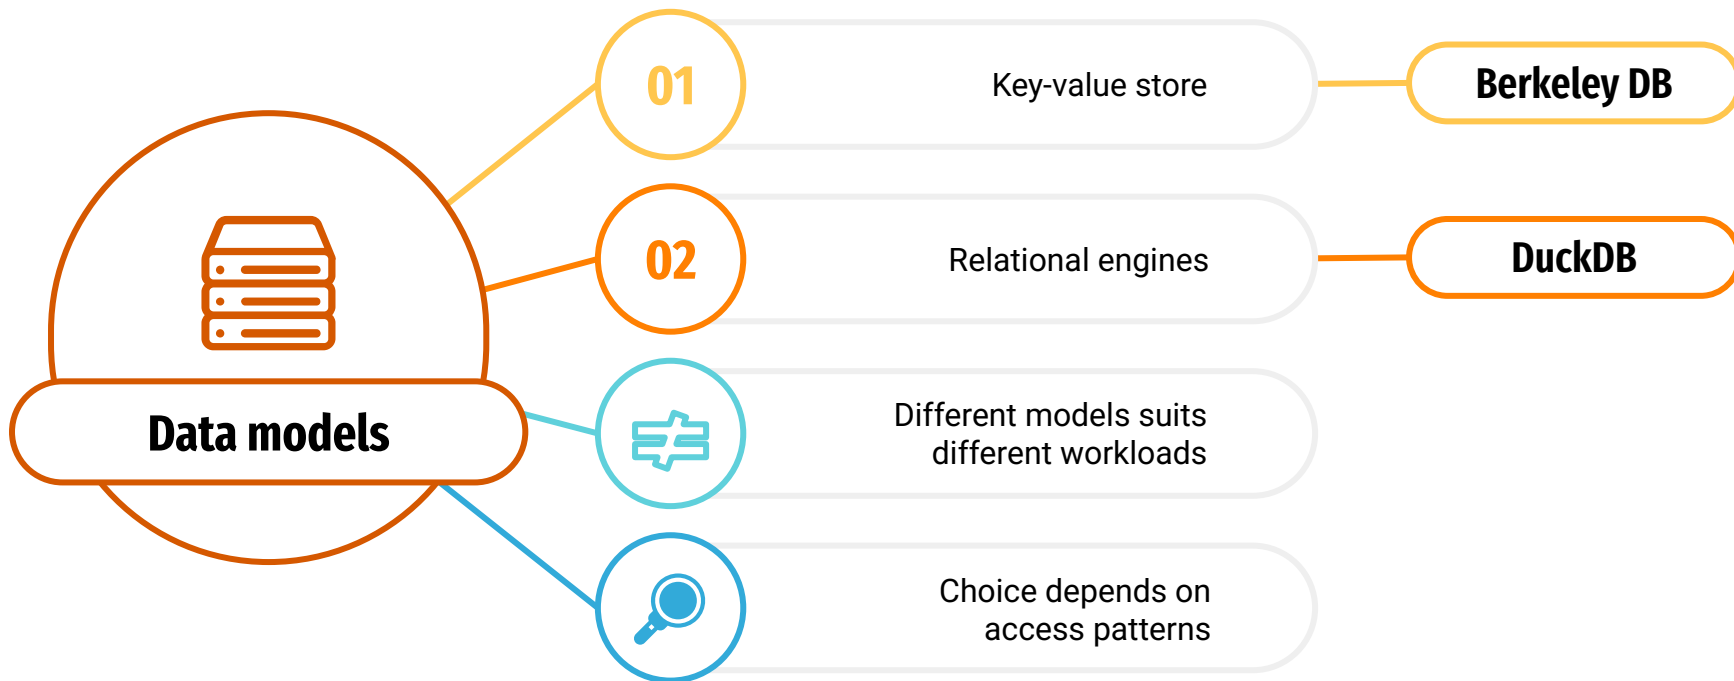 Data models
01
Key-value store
Berkeley DB
02
Relational engines
DuckDB
Different models suits
different workloads
Choice depends on
access patterns